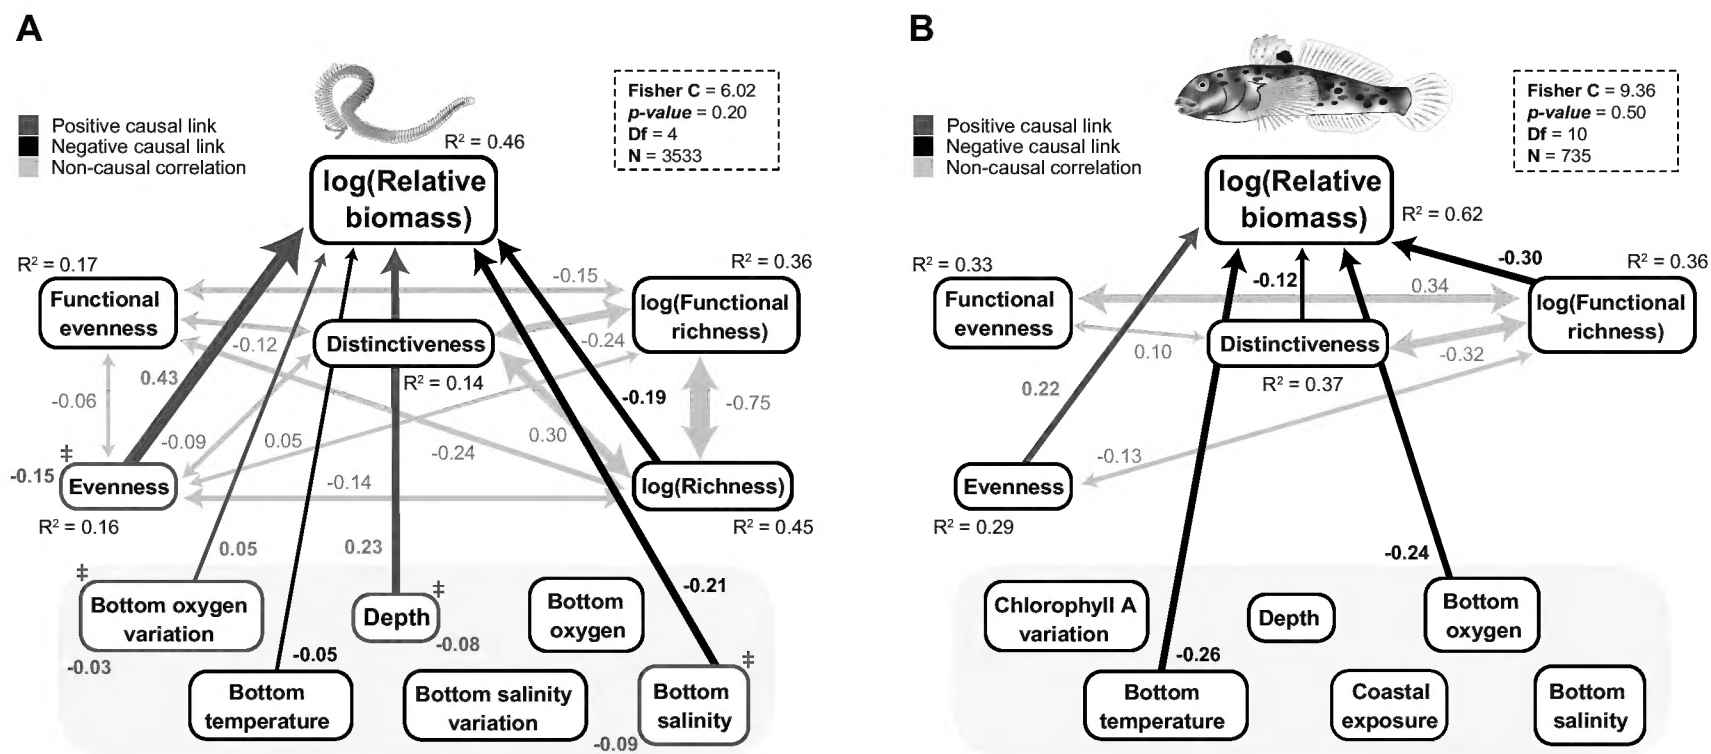 A
Positive causal link
Negative causal link
Non-causal correlation
Fisher C = 6.02
p-value = 0.20
Df = 4
N = 3533
R² = 0.46
log(Relative
biomass)
R² = 0.17
Functional
evenness
-0.15
R² = 0.36
log(Functional
richness)
Distinctiveness
R² = 0.14
-0.12
-0.24
0.43
-0.06
-0.19
-0.75
-0.09
0.05
-0.24
0.30
‡
-0.15
Evenness
-0.14
log(Richness)
R² = 0.16
R² = 0.45
0.05
0.23
-0.21
‡
Bottom oxygen
variation
-0.03
‡
Depth
-0.08
Bottom
oxygen
-0.05
Bottom
temperature
Bottom salinity
variation
‡
Bottom
salinity
-0.09
B
Positive causal link
Negative causal link
Non-causal correlation
Fisher C = 9.36
p-value = 0.50
Df = 10
N = 735
log(Relative
biomass)
R² = 0.62
R² = 0.33
Functional
evenness
-0.12
-0.30
0.34
R² = 0.36
log(Functional
richness)
Distinctiveness
R² = 0.37
0.10
-0.32
0.22
-0.13
Evenness
R² = 0.29
-0.24
Chlorophyll A
variation
Depth
Bottom
oxygen
-0.26
Bottom
temperature
Coastal
exposure
Bottom
salinity